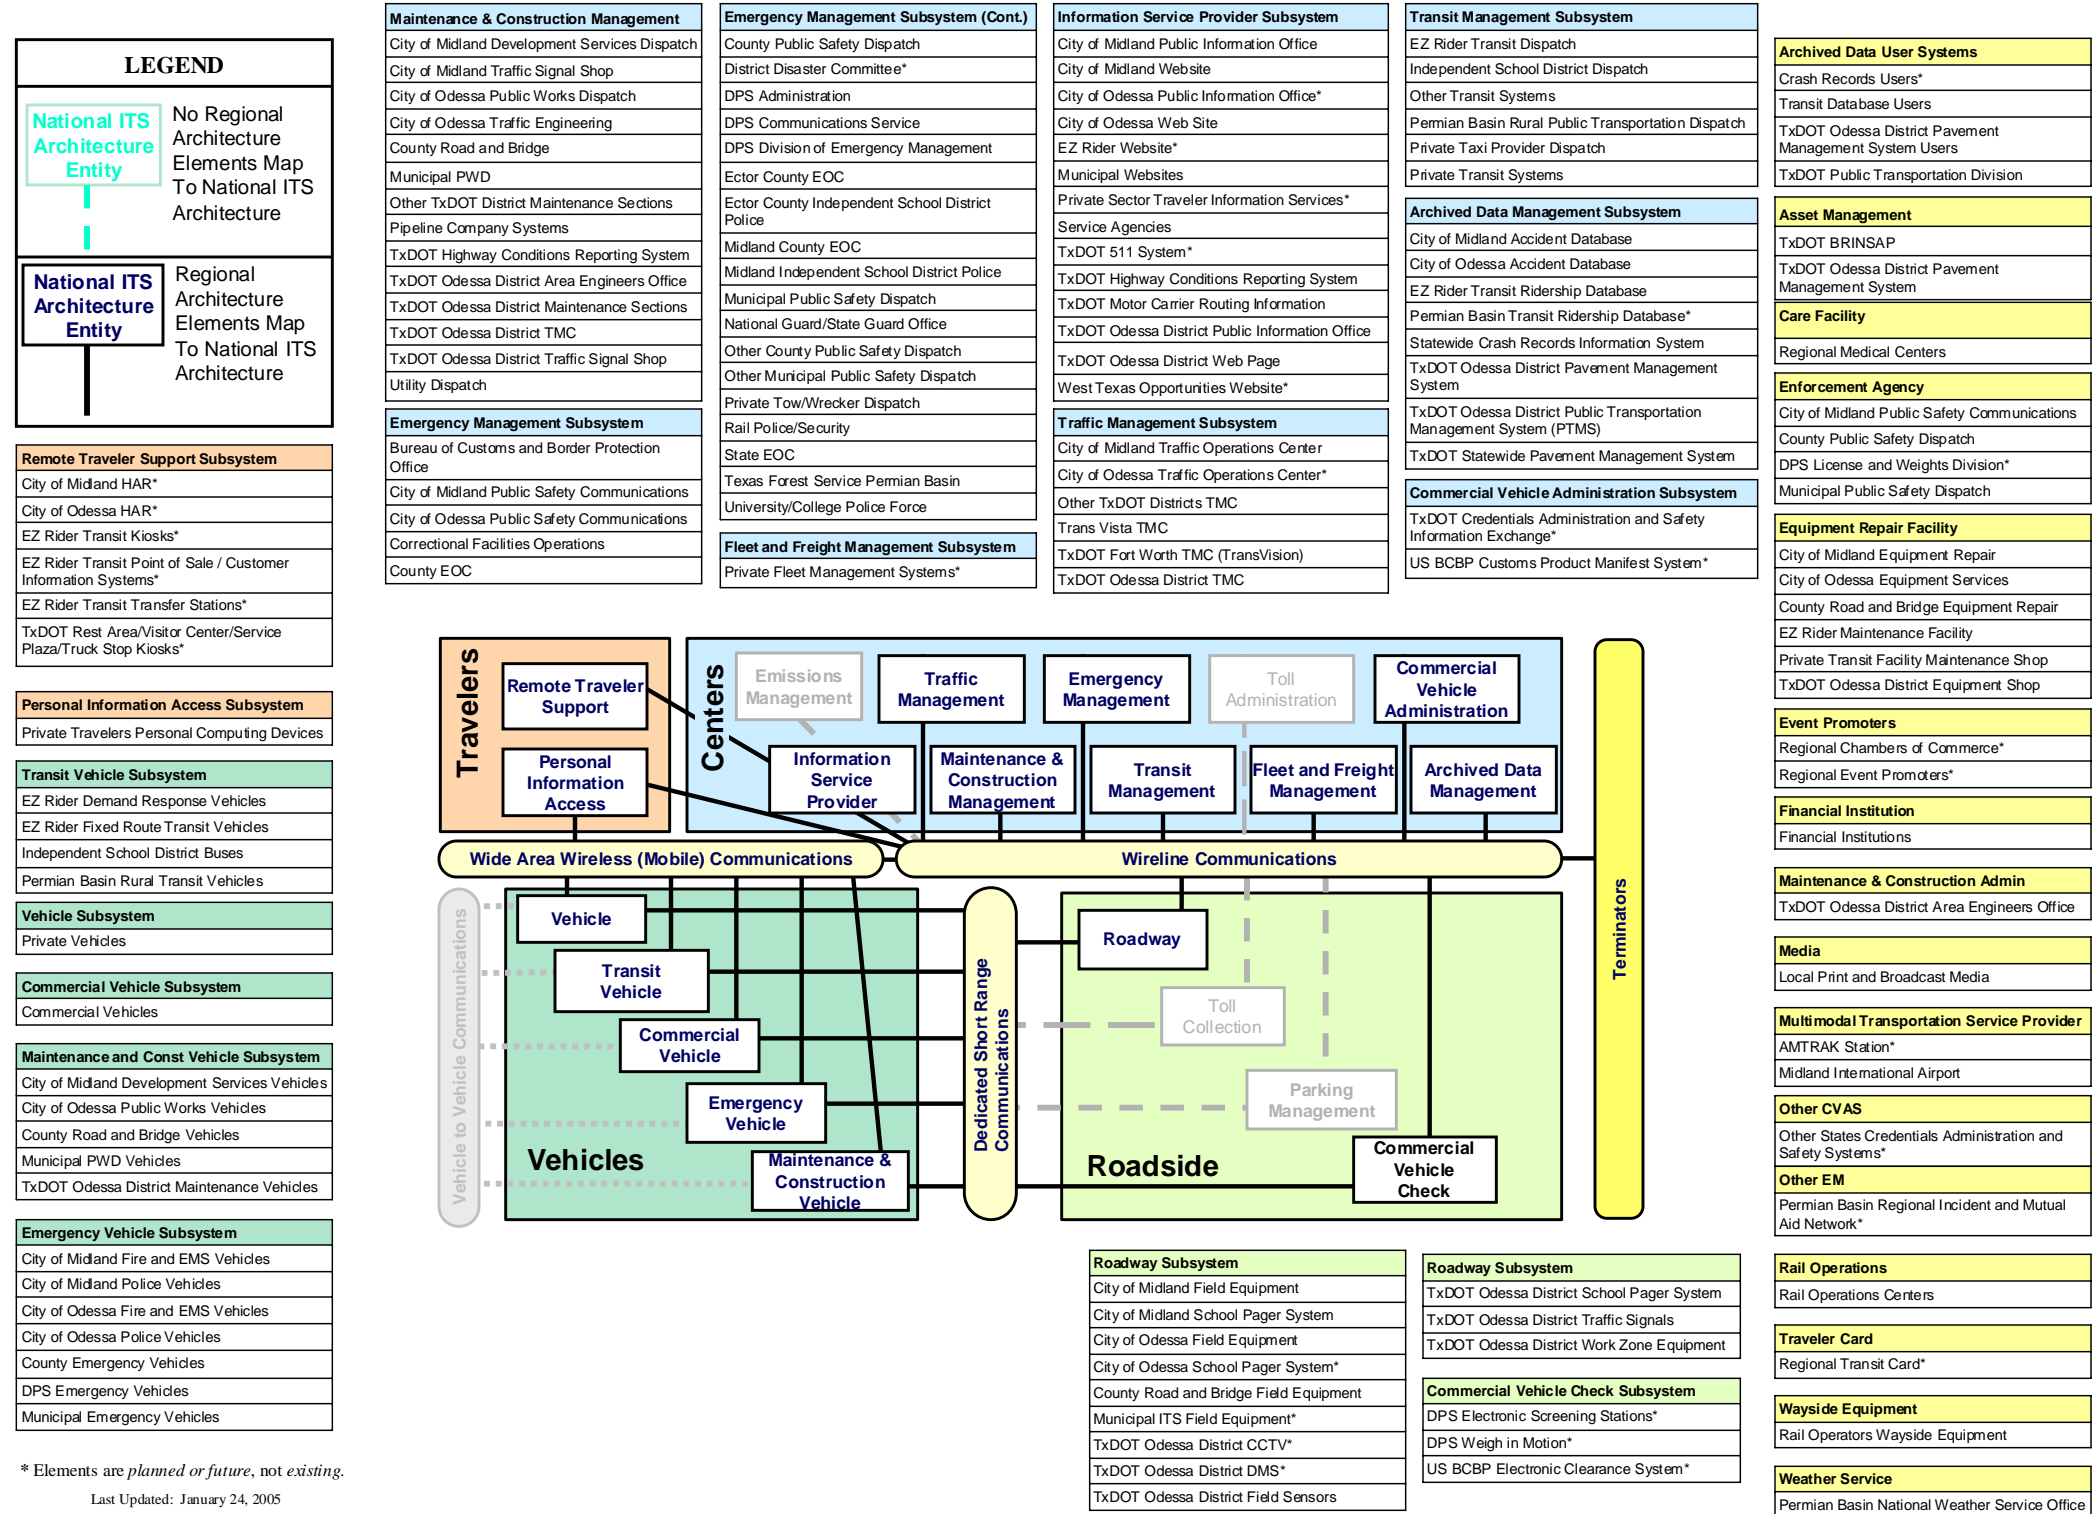 LEGEND
National ITS
Architecture
Entity
No Regional
Architecture
Elements Map
To National ITS
Architecture
National ITS
Architecture
Entity
Regional
Architecture
Elements Map
To National ITS
Architecture
Remote Traveler Support Subsystem
City of Midland HAR*
City of Odessa HAR*
EZ Rider Transit Kiosks*
EZ Rider Transit Point of Sale / Customer
Information Systems*
EZ Rider Transit Transfer Stations*
TxDOT Rest Area/Visitor Center/Service
Plaza/Truck Stop Kiosks*
Personal Information Access Subsystem
Private Travelers Personal Computing Devices
Transit Vehicle Subsystem
EZ Rider Demand Response Vehicles
EZ Rider Fixed Route Transit Vehicles
Independent School District Buses
Permian Basin Rural Transit Vehicles
Vehicle Subsystem
Private Vehicles
Commercial Vehicle Subsystem
Commercial Vehicles
Maintenance and Const Vehicle Subsystem
City of Midland Development Services Vehicles
City of Odessa Public Works Vehicles
County Road and Bridge Vehicles
Municipal PWD Vehicles
TxDOT Odessa District Maintenance Vehicles
Emergency Vehicle Subsystem
City of Midland Fire and EMS Vehicles
City of Midland Police Vehicles
City of Odessa Fire and EMS Vehicles
City of Odessa Police Vehicles
County Emergency Vehicles
DPS Emergency Vehicles
Municipal Emergency Vehicles
* Elements are planned or future, not existing.
Last Updated: January 24, 2005
Maintenance & Construction Management
City of Midland Development Services Dispatch
City of Midland Traffic Signal Shop
City of Odessa Public Works Dispatch
City of Odessa Traffic Engineering
County Road and Bridge
Municipal PWD
Other TxDOT District Maintenance Sections
Pipeline Company Systems
TxDOT Highway Conditions Reporting System
TxDOT Odessa District Area Engineers Office
TxDOT Odessa District Maintenance Sections
TxDOT Odessa District TMC
TxDOT Odessa District Traffic Signal Shop
Utility Dispatch
Emergency Management Subsystem
Bureau of Customs and Border Protection
Office
City of Midland Public Safety Communications
City of Odessa Public Safety Communications
Correctional Facilities Operations
County EOC
Emergency Management Subsystem (Cont.)
County Public Safety Dispatch
District Disaster Committee*
DPS Administration
DPS Communications Service
DPS Division of Emergency Management
Ector County EOC
Ector County Independent School District
Police
Midland County EOC
Midland Independent School District Police
Municipal Public Safety Dispatch
National Guard/State Guard Office
Other County Public Safety Dispatch
Other Municipal Public Safety Dispatch
Private Tow/Wrecker Dispatch
Rail Police/Security
State EOC
Texas Forest Service Permian Basin
University/College Police Force
Fleet and Freight Management Subsystem
Private Fleet Management Systems*
Information Service Provider Subsystem
City of Midland Public Information Office
City of Midland Website
City of Odessa Public Information Office*
City of Odessa Web Site
EZ Rider Website*
Municipal Websites
Private Sector Traveler Information Services*
Service Agencies
TxDOT 511 System*
TxDOT Highway Conditions Reporting System
TxDOT Motor Carrier Routing Information
TxDOT Odessa District Public Information Office
TxDOT Odessa District Web Page
West Texas Opportunities Website*
Traffic Management Subsystem
City of Midland Traffic Operations Center
City of Odessa Traffic Operations Center*
Other TxDOT Districts TMC
Trans Vista TMC
TxDOT Fort Worth TMC (TransVision)
TxDOT Odessa District TMC
Transit Management Subsystem
EZ Rider Transit Dispatch
Independent School District Dispatch
Other Transit Systems
Permian Basin Rural Public Transportation Dispatch
Private Taxi Provider Dispatch
Private Transit Systems
Archived Data Management Subsystem
City of Midland Accident Database
City of Odessa Accident Database
EZ Rider Transit Ridership Database
Permian Basin Transit Ridership Database*
Statewide Crash Records Information System
TxDOT Odessa District Pavement Management
System
TxDOT Odessa District Public Transportation
Management System (PTMS)
TxDOT Statewide Pavement Management System
Commercial Vehicle Administration Subsystem
TxDOT Credentials Administration and Safety
Information Exchange*
US BCBP Customs Product Manifest System*
Archived Data User Systems
Crash Records Users*
Transit Database Users
TxDOT Odessa District Pavement
Management System Users
TxDOT Public Transportation Division
Asset Management
TxDOT BRINSAP
TxDOT Odessa District Pavement
Management System
Care Facility
Regional Medical Centers
Enforcement Agency
City of Midland Public Safety Communications
County Public Safety Dispatch
DPS License and Weights Division*
Municipal Public Safety Dispatch
Equipment Repair Facility
City of Midland Equipment Repair
City of Odessa Equipment Services
County Road and Bridge Equipment Repair
EZ Rider Maintenance Facility
Private Transit Facility Maintenance Shop
TxDOT Odessa District Equipment Shop
Event Promoters
Regional Chambers of Commerce*
Regional Event Promoters*
Financial Institution
Financial Institutions
Maintenance & Construction Admin
TxDOT Odessa District Area Engineers Office
Media
Local Print and Broadcast Media
Multimodal Transportation Service Provider
AMTRAK Station*
Midland International Airport
Other CVAS
Other States Credentials Administration and
Safety Systems*
Other EM
Permian Basin Regional Incident and Mutual
Aid Network*
Rail Operations
Rail Operations Centers
Traveler Card
Regional Transit Card*
Wayside Equipment
Rail Operators Wayside Equipment
Weather Service
Permian Basin National Weather Service Office
Travelers
Remote Traveler
Support
Personal
Information
Access
Centers
Emissions
Management
Traffic
Management
Emergency
Management
Toll
Administration
Commercial
Vehicle
Administration
Information
Service
Provider
Maintenance &
Construction
Management
Transit
Management
Fleet and Freight
Management
Archived Data
Management
Wide Area Wireless (Mobile) Communications
Wireline Communications
Terminators
Vehicle to Vehicle Communications
Vehicle
Transit
Vehicle
Commercial
Vehicle
Emergency
Vehicle
Maintenance &
Construction
Vehicle
Vehicles
Dedicated Short Range
Communications
Roadway
Toll
Collection
Parking
Management
Commercial
Vehicle
Check
Roadside
Roadway Subsystem
City of Midland Field Equipment
City of Midland School Pager System
City of Odessa Field Equipment
City of Odessa School Pager System*
County Road and Bridge Field Equipment
Municipal ITS Field Equipment*
TxDOT Odessa District CCTV*
TxDOT Odessa District DMS*
TxDOT Odessa District Field Sensors
Roadway Subsystem
TxDOT Odessa District School Pager System
TxDOT Odessa District Traffic Signals
TxDOT Odessa District Work Zone Equipment
Commercial Vehicle Check Subsystem
DPS Electronic Screening Stations*
DPS Weigh in Motion*
US BCBP Electronic Clearance System*